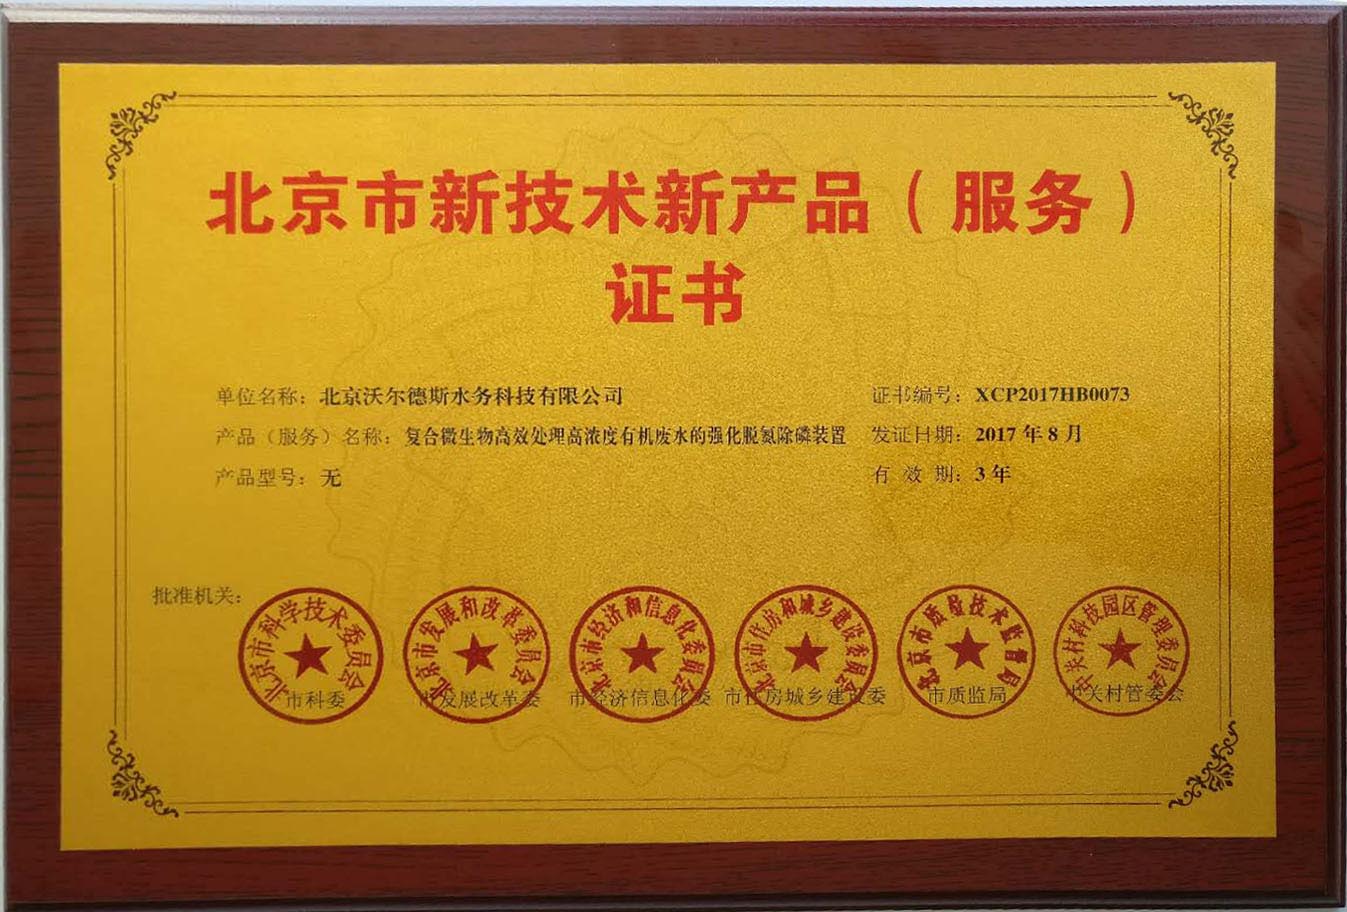 北京市新技术新产品（服务）
证书
单位名称：北京沃尔德斯水务科技有限公司
证书编号：XCP2017HB0073
产品（服务）名称：复合微生物高效处理高浓度有机废水的强化脱氮除磷装置
发证日期：2017年8月
产品型号：无
有 效 期：3年
批准机关：
北京市科学技术委员会
北京市发展和改革委员会
北京市经济和信息化委员会
北京市住房和城乡建设委员会
北京市质量技术监督局
中关村科技园区管理委员会
市科委
市发展改革委
市经济信息化委
市住房城乡建设委
市质监局
中关村管委会